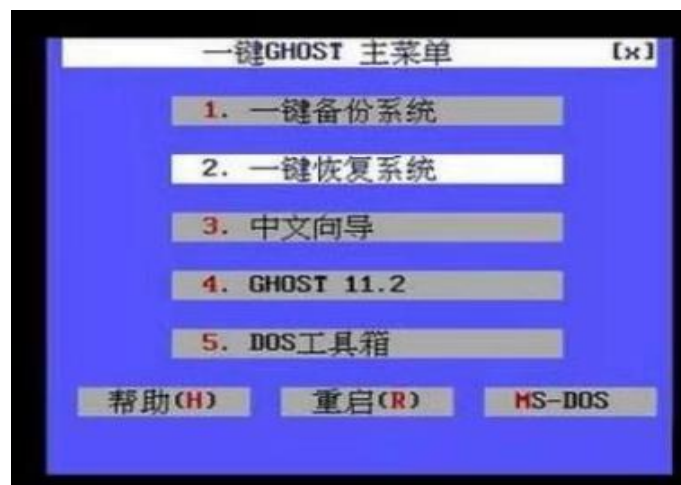 一键GHOST 主菜单 [x]
1. 一键备份系统
2. 一键恢复系统
3. 中文向导
4. GHOST 11.2
5. DOS工具箱
帮助(H) 重启(R) MS-DOS